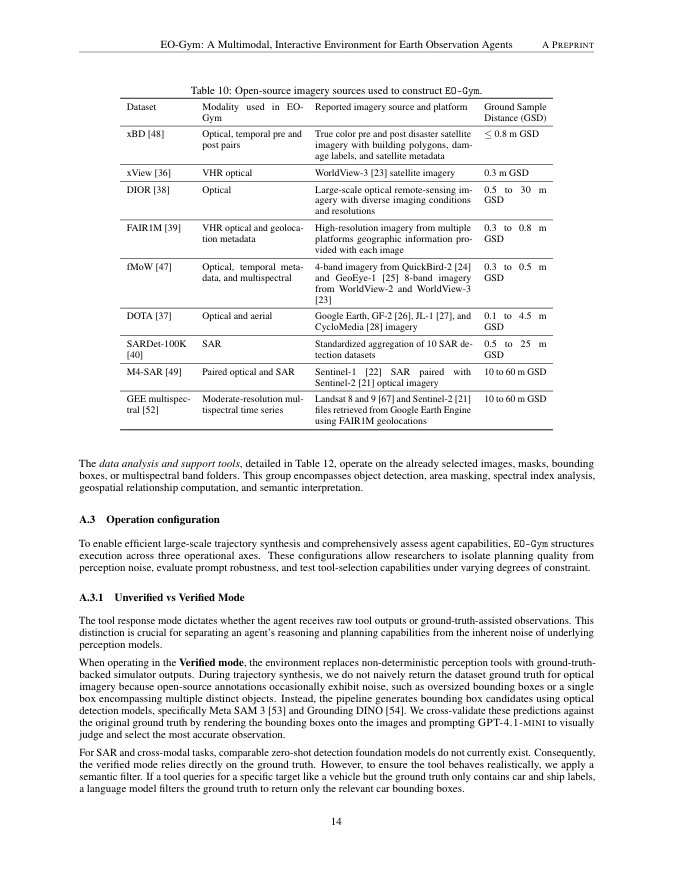 EO-Gym: A Multimodal, Interactive Environment for Earth Observation Agents A PREPRINT
Table 10: Open-source imagery sources used to construct EO-Gym.
Dataset Modality used in EO- Reported imagery source and platform Ground Sample
Gym Distance (GSD)
xBD [48] Optical, temporal pre and True color pre and post disaster satellite ≤ 0.8 m GSD
post pairs imagery with building polygons, dam-
age labels, and satellite metadata
xView [36] VHR optical WorldView-3 [23] satellite imagery 0.3 m GSD
DIOR [38] Optical Large-scale optical remote-sensing im- 0.5 to 30 m
agery with diverse imaging conditions GSD
and resolutions
FAIR1M [39] VHR optical and geoloca- High-resolution imagery from multiple 0.3 to 0.8 m
tion metadata platforms geographic information pro- GSD
vided with each image
fMoW [47] Optical, temporal meta- 4-band imagery from QuickBird-2 [24] 0.3 to 0.5 m
data, and multispectral and GeoEye-1 [25] 8-band imagery GSD
from WorldView-2 and WorldView-3
[23]
DOTA [37] Optical and aerial Google Earth, GF-2 [26], JL-1 [27], and 0.1 to 4.5 m
CycloMedia [28] imagery GSD
SARDet-100K SAR Standardized aggregation of 10 SAR de- 0.5 to 25 m
[40] tection datasets GSD
M4-SAR [49] Paired optical and SAR Sentinel-1 [22] SAR paired with 10 to 60 m GSD
Sentinel-2 [21] optical imagery
GEE multispec- Moderate-resolution mul- Landsat 8 and 9 [67] and Sentinel-2 [21] 10 to 60 m GSD
tral [52] tispectral time series files retrieved from Google Earth Engine
using FAIR1M geolocations
The data analysis and support tools, detailed in Table 12, operate on the already selected images, masks, bounding
boxes, or multispectral band folders. This group encompasses object detection, area masking, spectral index analysis,
geospatial relationship computation, and semantic interpretation.
A.3 Operation configuration
To enable efficient large-scale trajectory synthesis and comprehensively assess agent capabilities, EO-Gym structures
execution across three operational axes. These configurations allow researchers to isolate planning quality from
perception noise, evaluate prompt robustness, and test tool-selection capabilities under varying degrees of constraint.
A.3.1 Unverified vs Verified Mode
The tool response mode dictates whether the agent receives raw tool outputs or ground-truth-assisted observations. This
distinction is crucial for separating an agent's reasoning and planning capabilities from the inherent noise of underlying
perception models.
When operating in the Verified mode, the environment replaces non-deterministic perception tools with ground-truth-
backed simulator outputs. During trajectory synthesis, we do not naively return the dataset ground truth for optical
imagery because open-source annotations occasionally exhibit noise, such as oversized bounding boxes or a single
box encompassing multiple distinct objects. Instead, the pipeline generates bounding box candidates using optical
detection models, specifically Meta SAM 3 [53] and Grounding DINO [54]. We cross-validate these predictions against
the original ground truth by rendering the bounding boxes onto the images and prompting GPT-4.1-MINI to visually
judge and select the most accurate observation.
For SAR and cross-modal tasks, comparable zero-shot detection foundation models do not currently exist. Consequently,
the verified mode relies directly on the ground truth. However, to ensure the tool behaves realistically, we apply a
semantic filter. If a tool queries for a specific target like a vehicle but the ground truth only contains car and ship labels,
a language model filters the ground truth to return only the relevant car bounding boxes.
14